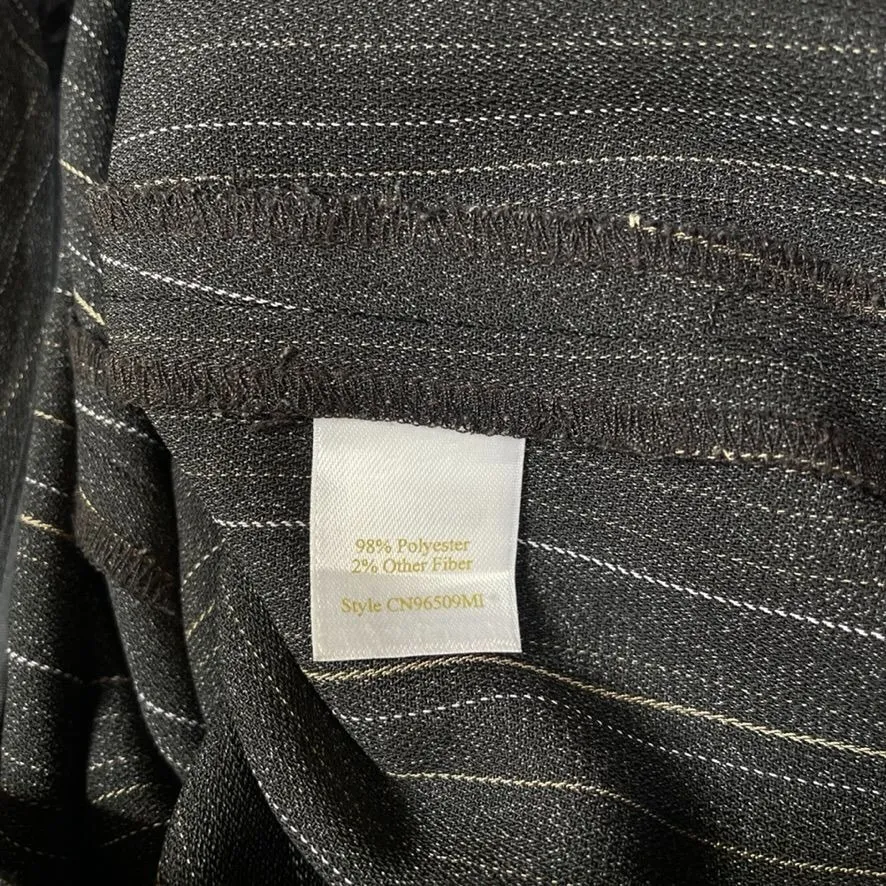 98% Polyester
2% Other Fiber
Style CN96509MI